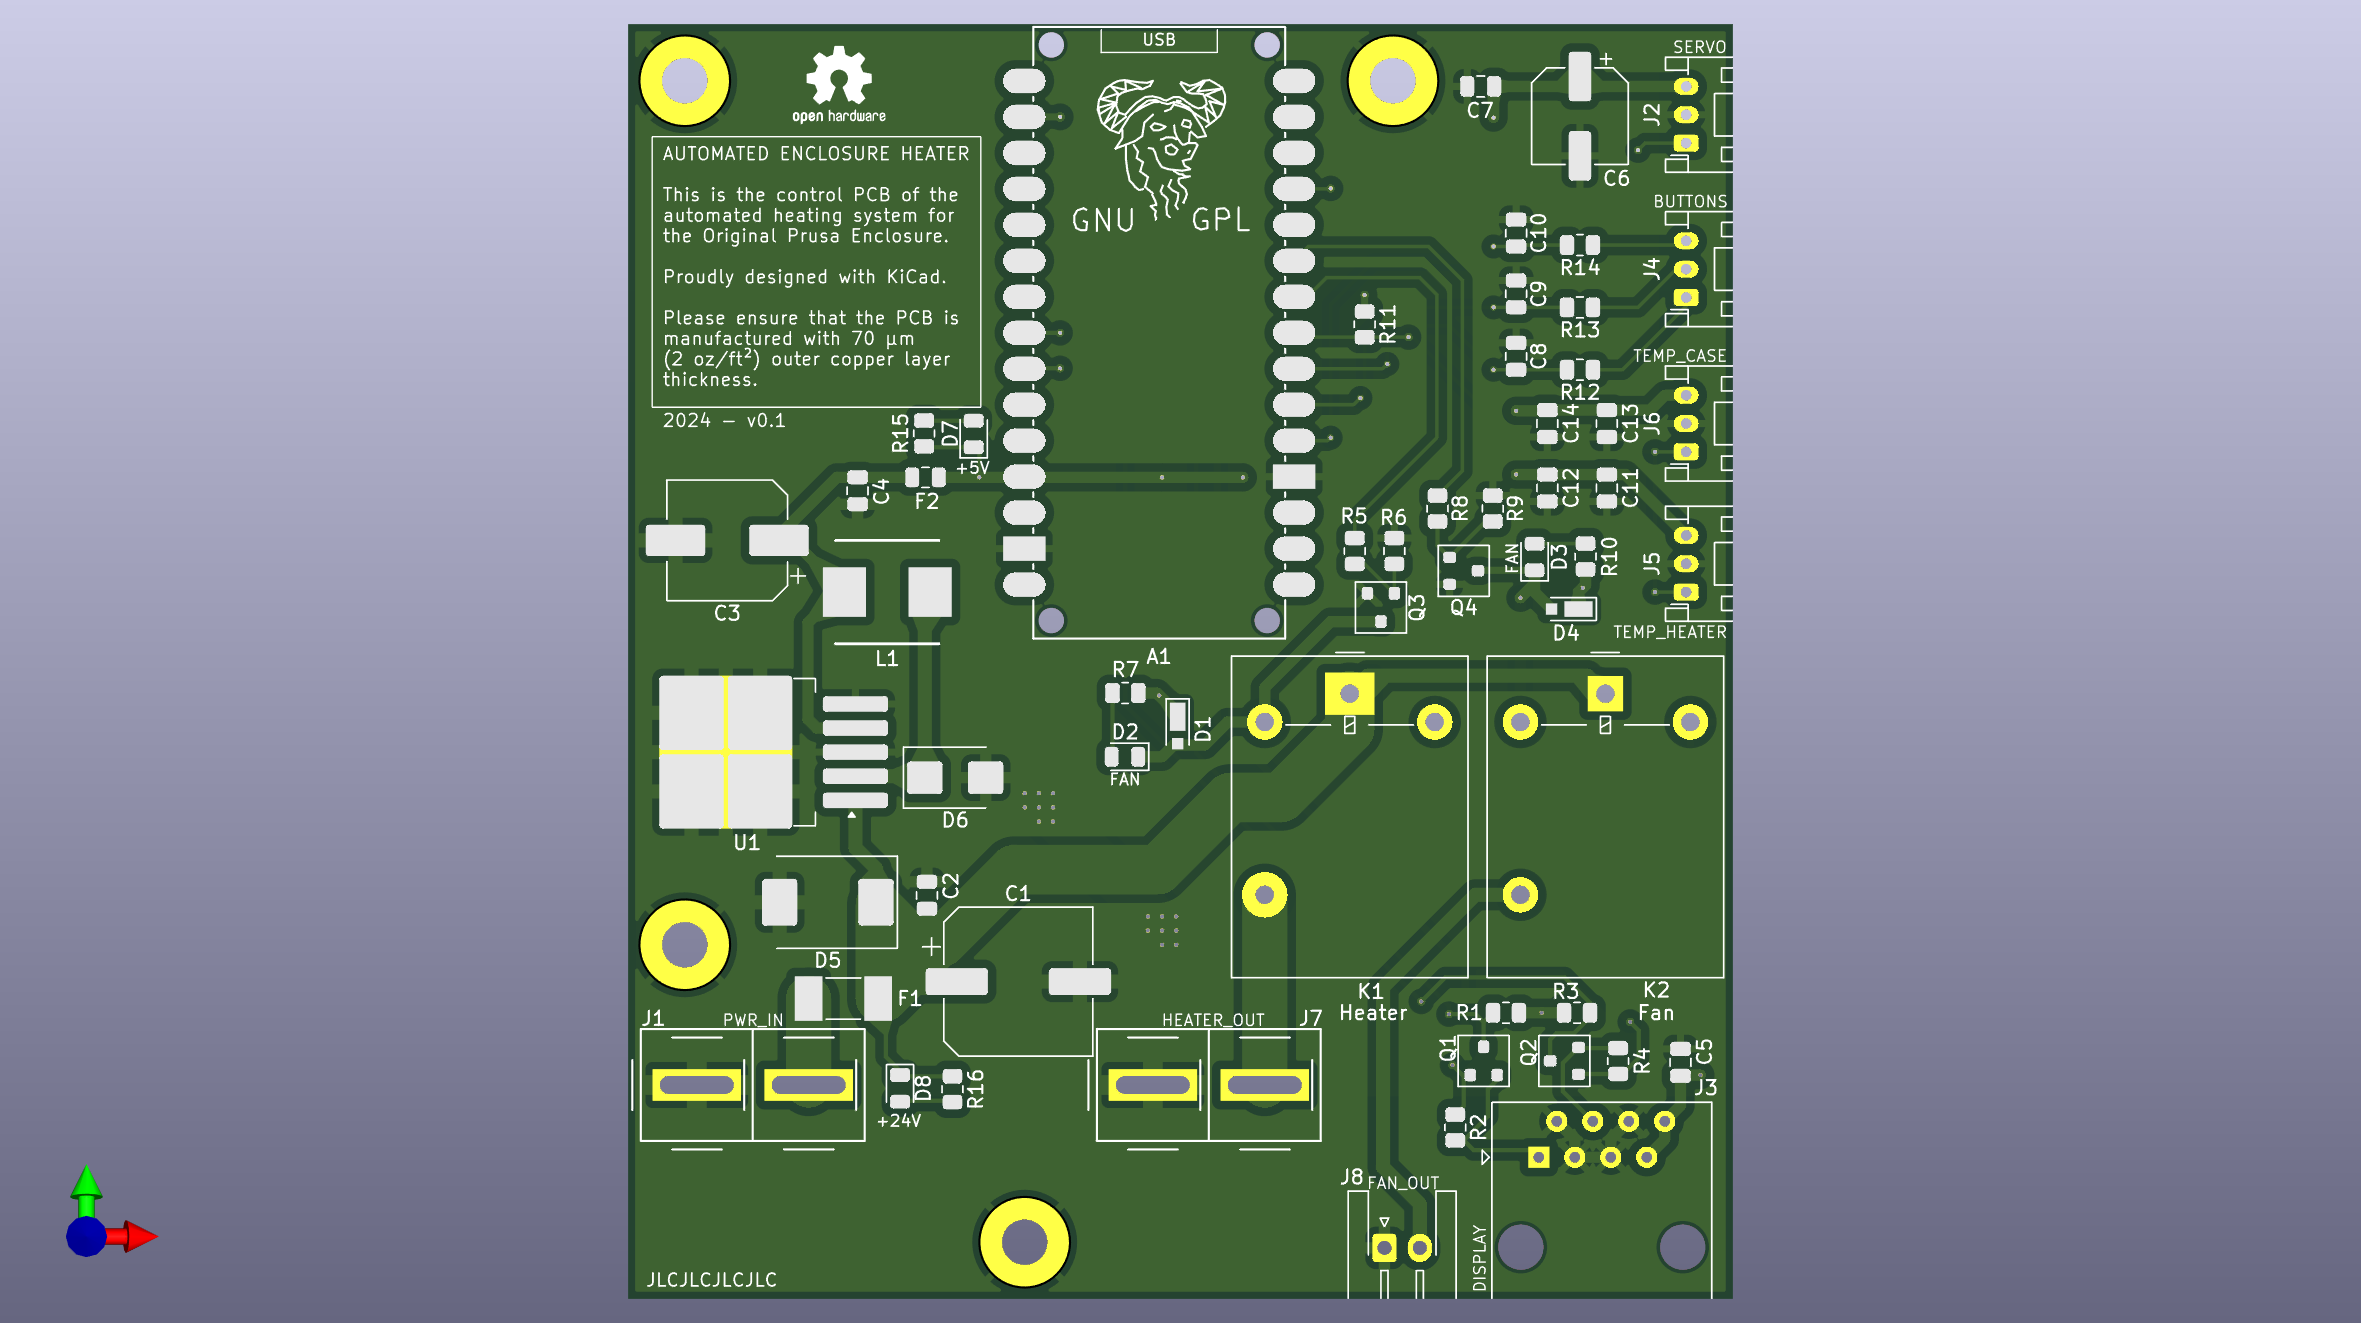 USB
SERVO
open hardware
C7
J2
C6
AUTOMATED ENCLOSURE HEATER
This is the control PCB of the
automated heating system for
the Original Prusa Enclosure.
Proudly designed with KiCad.
Please ensure that the PCB is
manufactured with 70 µm
(2 oz/ft²) outer copper layer
thickness.
2024 – v0.1
GNU GPL
BUTTONS
C10
R14
J4
C9
R13
R11
C8
TEMP_CASE
R12
C14
C13
J6
R15
D7
+5V
C4
F2
C12
C11
R8
R9
R5
R6
FAN
D3
R10
J5
Q3
Q4
D4
TEMP_HEATER
+
C3
L1
A1
R7
D1
D2
FAN
D6
U1
C2
C1
+
D5
F1
K1
Heater
R3
K2
Fan
R1
J1
PWR_IN
HEATER_OUT
J7
Q1
Q2
R4
C5
J3
D8
R16
+24V
R2
J8
FAN_OUT
DISPLAY
JLCJLCJLCJLC